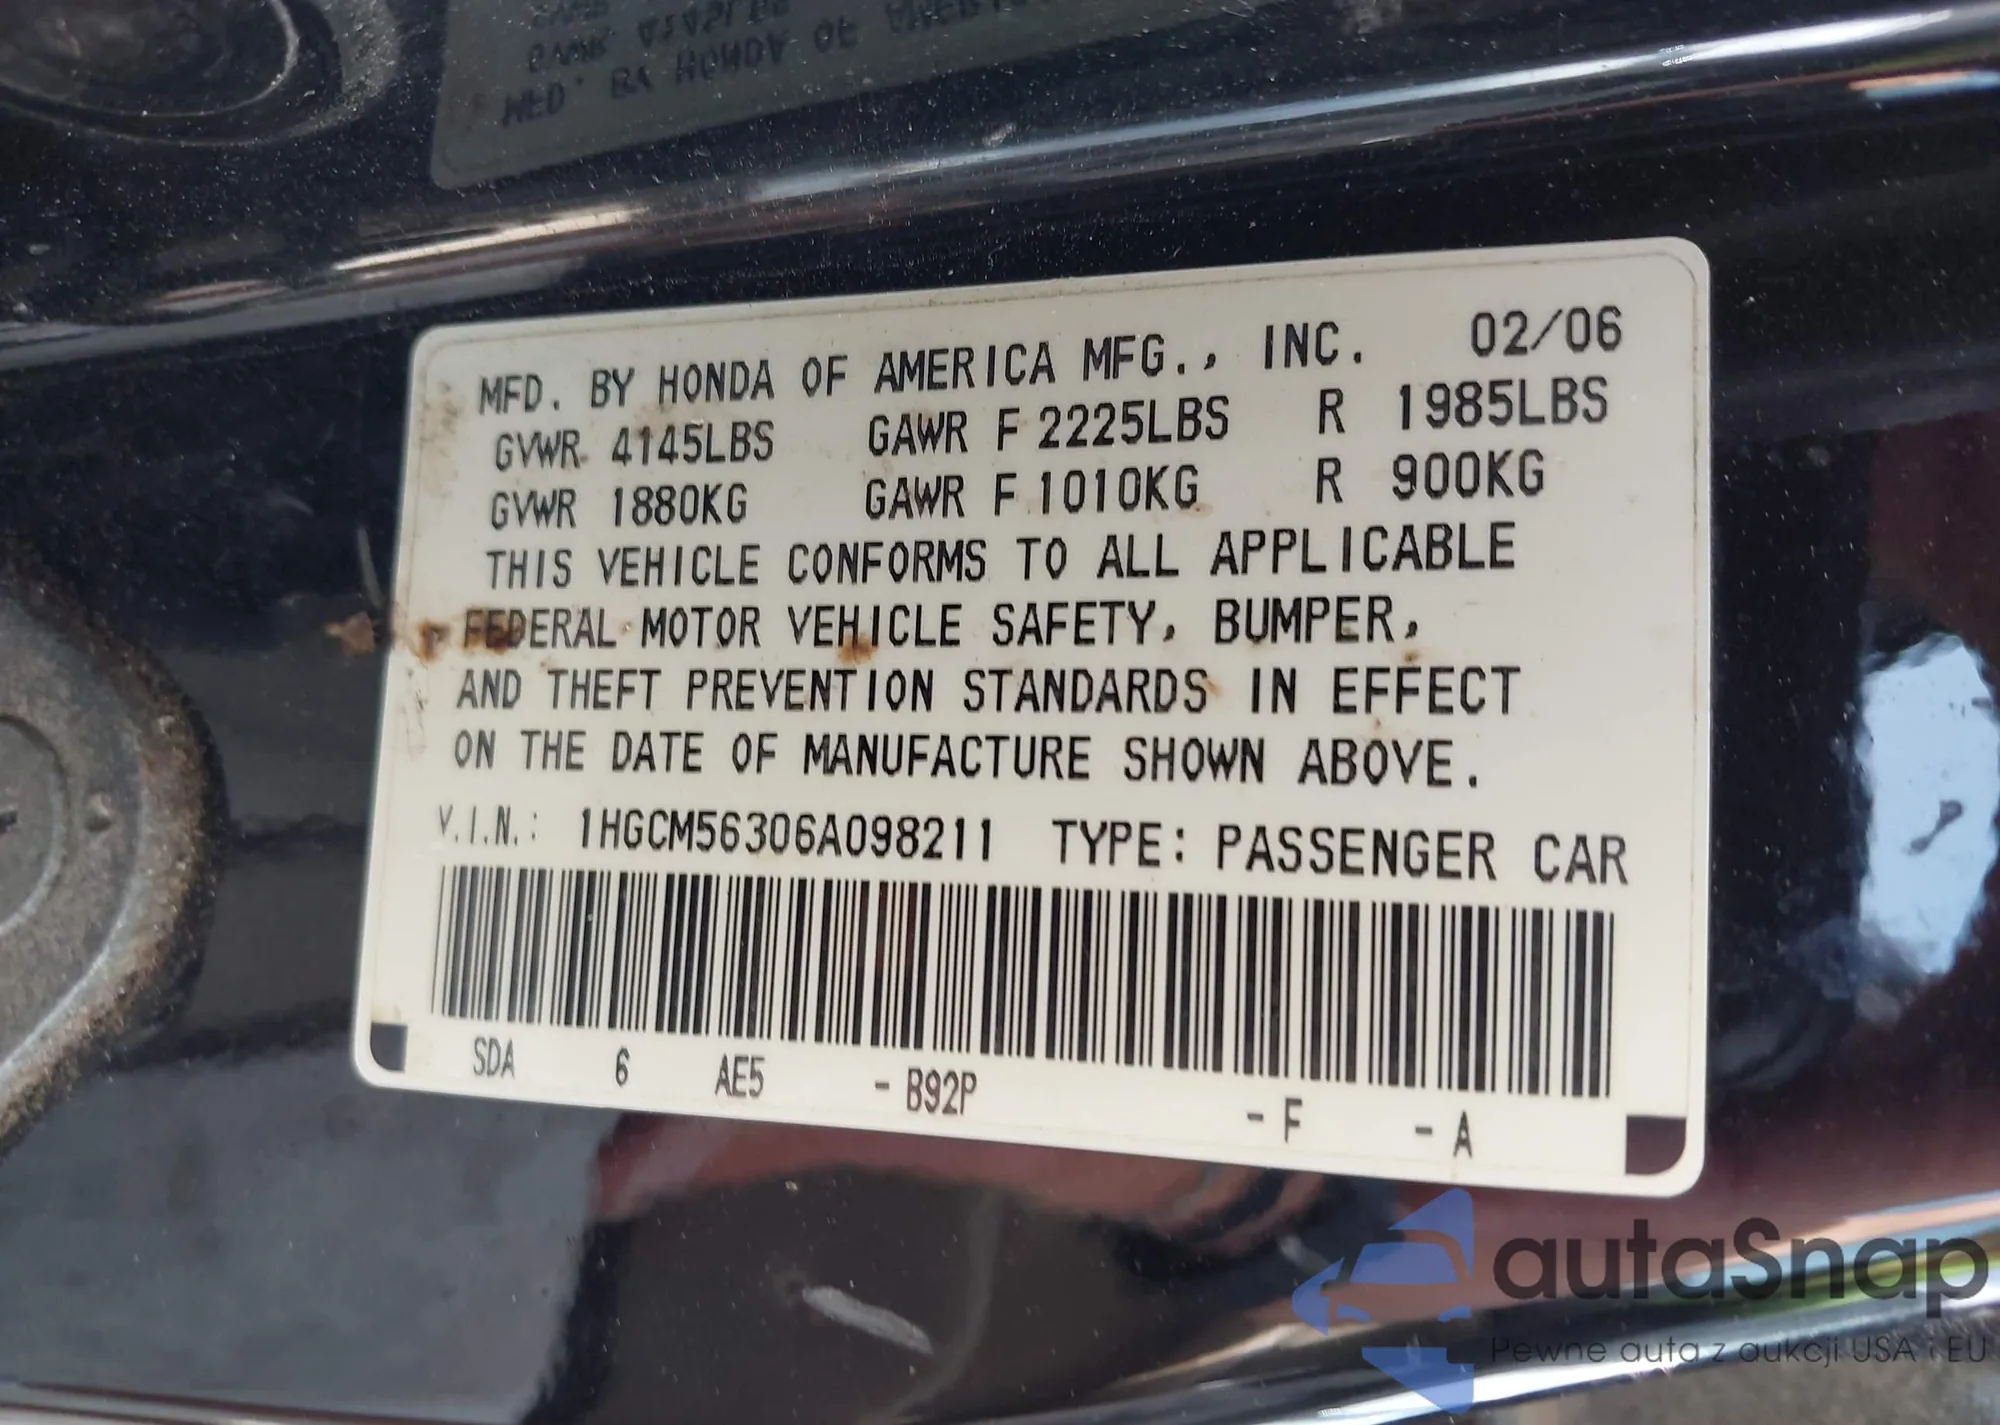 MFD. BY HONDA OF AMERICA MFG., INC. 02/06
GVWR 4145LBS GAWR F 2225LBS R 1985LBS
GVWR 1880KG GAWR F 1010KG R 900KG
THIS VEHICLE CONFORMS TO ALL APPLICABLE
FEDERAL MOTOR VEHICLE SAFETY, BUMPER,
AND THEFT PREVENTION STANDARDS IN EFFECT
ON THE DATE OF MANUFACTURE SHOWN ABOVE.
V.I.N.: 1HGCM56306A098211 TYPE: PASSENGER CAR
SDA 6 AE5 - B92P - F - A
autaSnap
Pewne auta z aukcji USA i EU